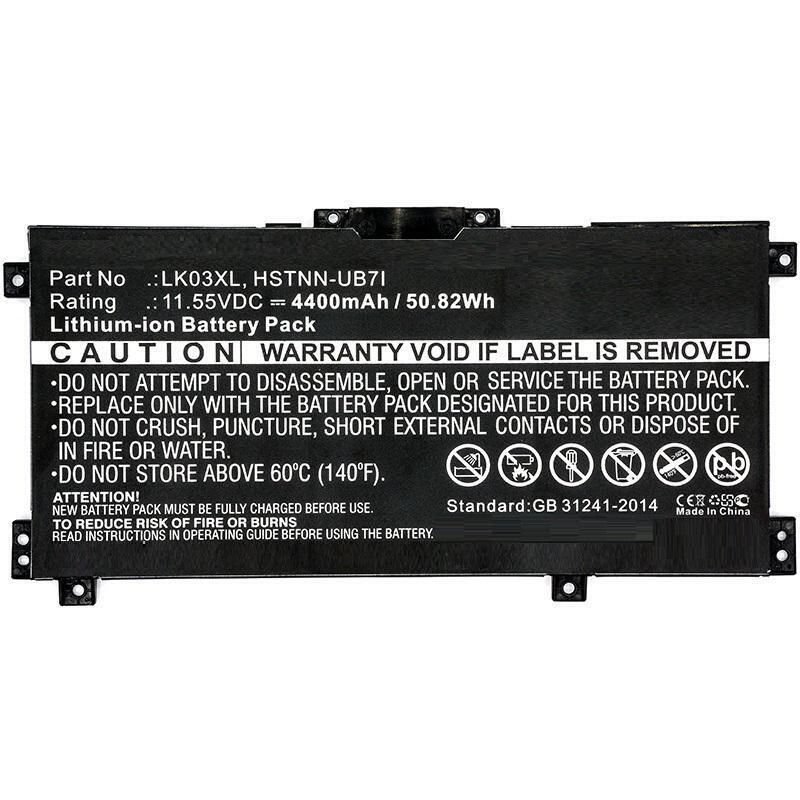 Part No .:LK03XL, HSTNN-UB7I
Rating .:11.55VDC ⎓ 4400mAh / 50.82Wh
Lithium-ion Battery Pack
CAUTION WARRANTY VOID IF LABEL IS REMOVED
•DO NOT ATTEMPT TO DISASSEMBLE, OPEN OR SERVICE THE BATTERY PACK.
•REPLACE ONLY WITH THE BATTERY PACK DESIGNATED FOR THIS PRODUCT.
•DO NOT CRUSH, PUNCTURE, SHORT EXTERNAL CONTACTS OR DISPOSE OF
IN FIRE OR WATER.
•DO NOT STORE ABOVE 60°C (140°F).
ATTENTION!
NEW BATTERY PACK MUST BE FULLY CHARGED BEFORE USE.
TO REDUCE RISK OF FIRE OR BURNS
FOLLOW INSTRUCTIONS IN OPERATING GUIDE BEFORE USING THE BATTERY.
pb
pb-free
Standard:GB 31241-2014
CE
Made In China